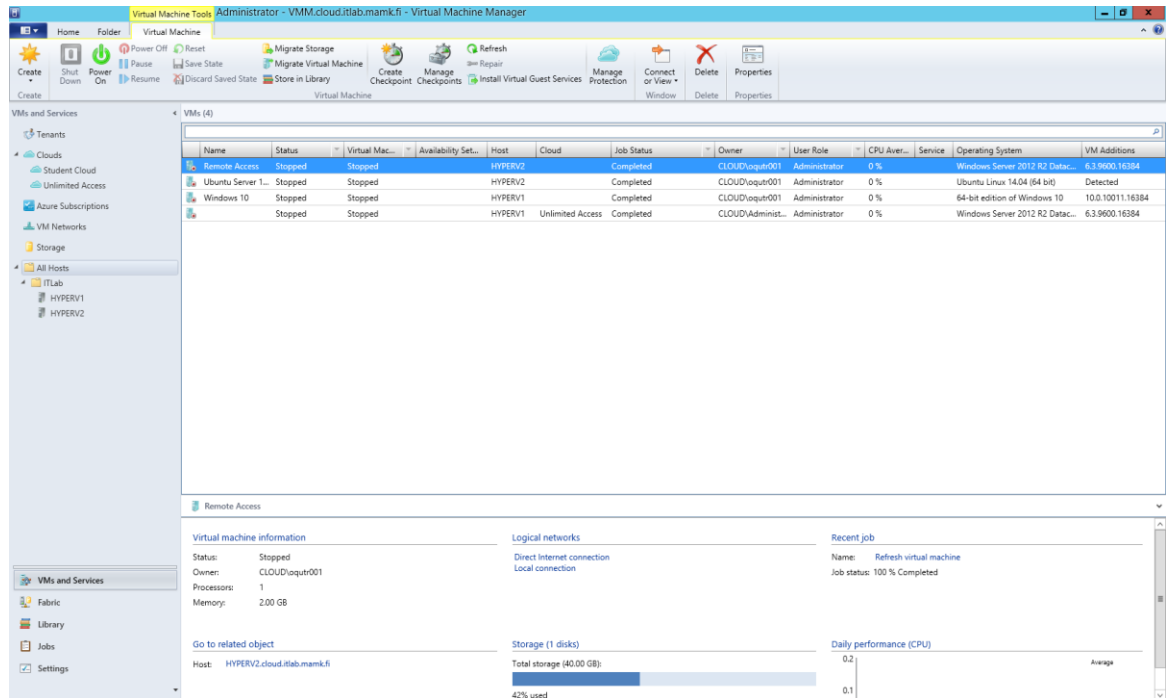 Virtual Machine Tools Administrator - VMM.cloud.itlab.mamk.fi - Virtual Machine Manager
Home Folder Virtual Machine
Create
Shut Down
Power On
Power Off
Pause
Resume
Reset
Save State
Discard Saved State
Migrate Storage
Migrate Virtual Machine
Store in Library
Create Checkpoint
Manage Checkpoints
Refresh
Repair
Install Virtual Guest Services
Manage Protection
Connect or View
Delete
Properties
Create Virtual Machine Window Delete Properties
VMs and Services
Tenants
Clouds
Student Cloud
Unlimited Access
Azure Subscriptions
VM Networks
Storage
All Hosts
ITLab
HYPERV1
HYPERV2
VMs and Services
Fabric
Library
Jobs
Settings
VMs (4)
Name Status Virtual Mac... Availability Set... Host Cloud Job Status Owner User Role CPU Aver... Service Operating System VM Additions
Remote Access Stopped Stopped HYPERV2 Completed CLOUD\oqutr001 Administrator 0 % Windows Server 2012 R2 Datac... 6.3.9600.16384
Ubuntu Server 1... Stopped Stopped HYPERV2 Completed CLOUD\oqutr001 Administrator 0 % Ubuntu Linux 14.04 (64 bit) Detected
Windows 10 Stopped Stopped HYPERV1 Completed CLOUD\oqutr001 Administrator 0 % 64-bit edition of Windows 10 10.0.10011.16384
Stopped Stopped HYPERV1 Unlimited Access Completed CLOUD\Administ... Administrator 0 % Windows Server 2012 R2 Datac... 6.3.9600.16384
Remote Access
Virtual machine information
Status: Stopped
Owner: CLOUD\oqutr001
Processors: 1
Memory: 2.00 GB
Logical networks
Direct Internet connection
Local connection
Recent job
Name: Refresh virtual machine
Job status: 100 % Completed
Go to related object
Host: HYPERV2.cloud.itlab.mamk.fi
Storage (1 disks)
Total storage (40.00 GB):
42% used
Daily performance (CPU)
0.2
Average
0.1